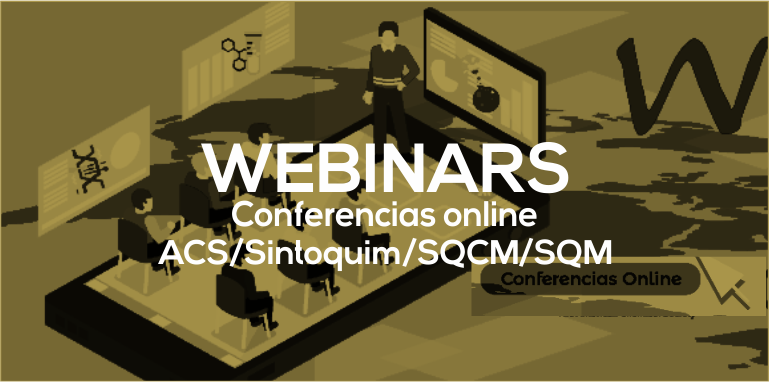 W
WEBINARS
Conferencias online
ACS/Sintoquim/SQCM/SQM
Conferencias Online